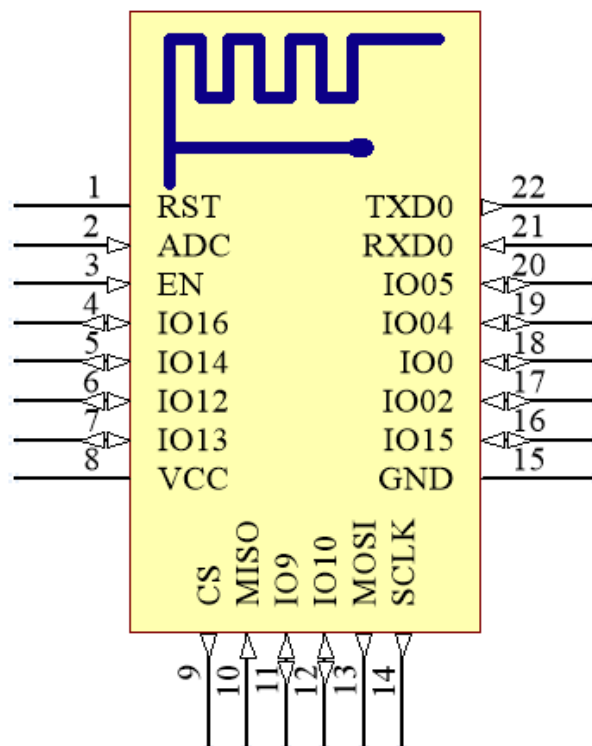 1 RST TXD0 22
2 ADC RXD0 21
3 EN IO05 20
4 IO16 IO04 19
5 IO14 IO0 18
6 IO12 IO02 17
7 IO13 IO15 16
8 VCC GND 15
CS MISO IO9 IO10 MOSI SCLK
9 10 11 12 13 14